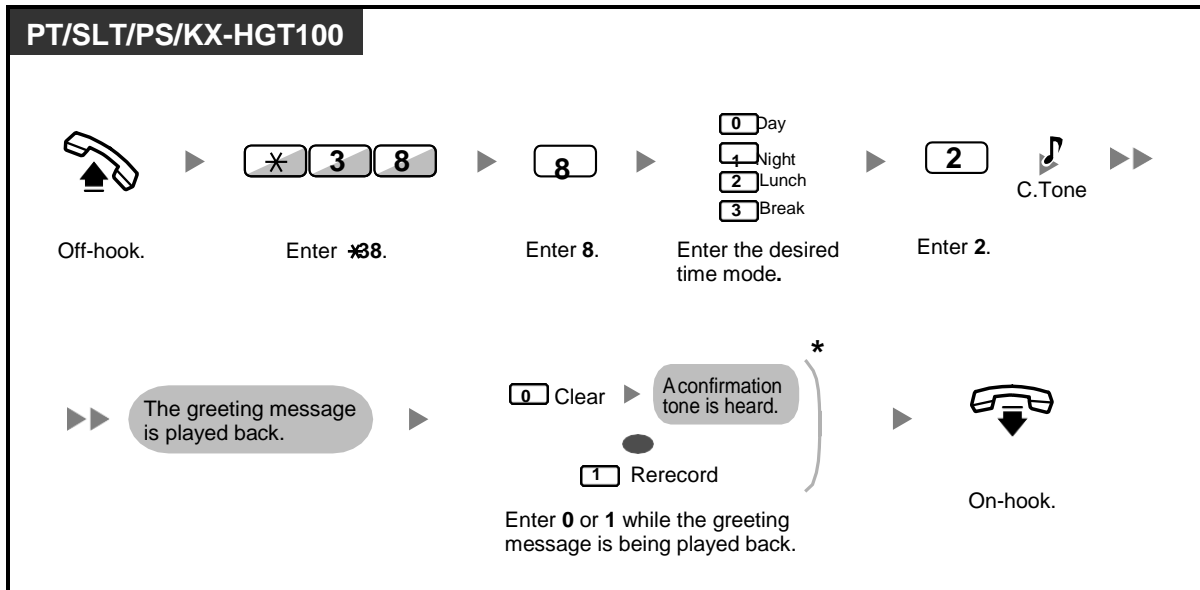 PT/SLT/PS/KX-HGT100
0 Day
1 Night
2 Lunch
3 Break
* 3 8
8
2
C.Tone
Off-hook.
Enter *38.
Enter 8.
Enter the desired
time mode.
Enter 2.
The greeting message
is played back.
0 Clear
A confirmation
tone is heard.
*
1 Rerecord
Enter 0 or 1 while the greeting
message is being played back.
On-hook.